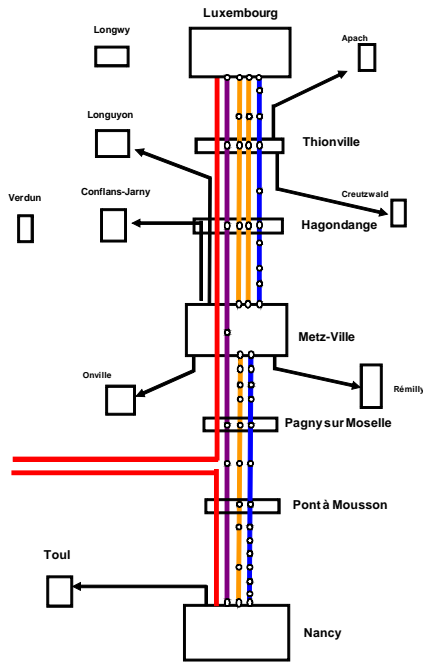 Luxembourg
Longwy
Apach
Longuyon
Thionville
Verdun
Conflans-Jarny
Creutzwald
Hagondange
Metz-Ville
Onville
Rémilly
Pagny sur Moselle
Pont à Mousson
Toul
Nancy